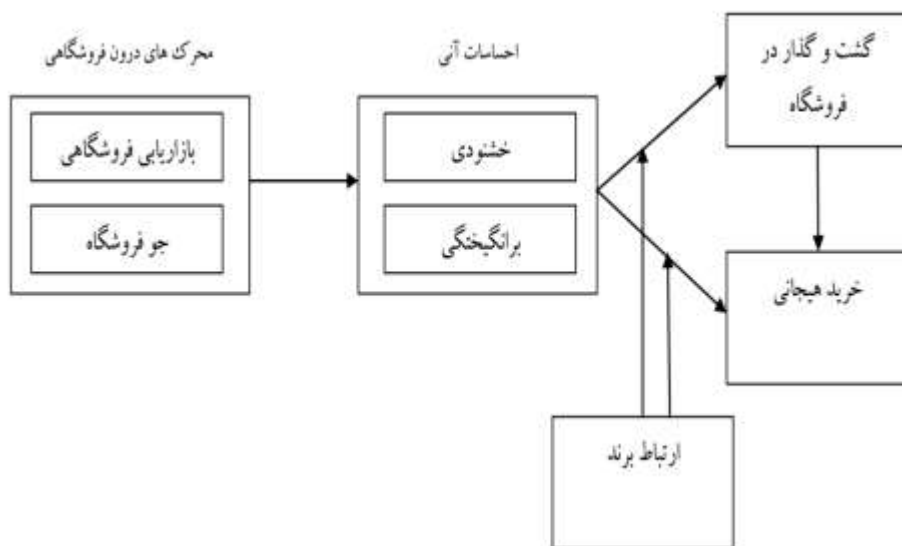 محرک های درون فروشگاهی
بازاریابی فروشگاهی
جو فروشگاه
احساسات آنی
خشنودی
برانگیختگی
گشت و گذار در
فروشگاه
خرید هیجانی
ارتباط برند